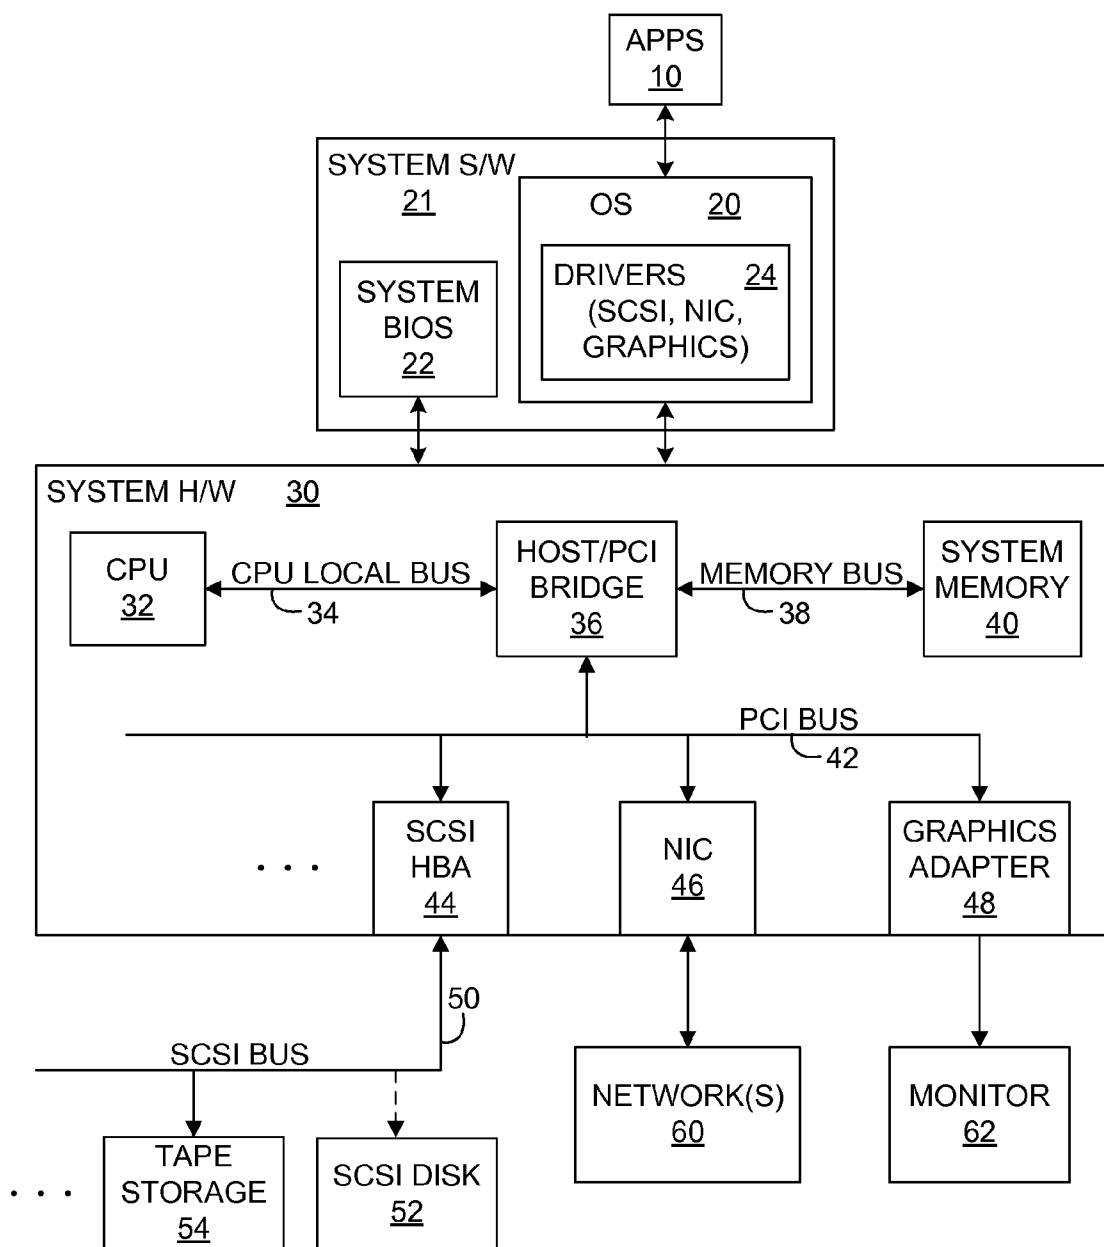 APPS
10
SYSTEM S/W
21
OS 20
SYSTEM
BIOS
22
DRIVERS 24
(SCSI, NIC,
GRAPHICS)
SYSTEM H/W 30
CPU
32
CPU LOCAL BUS
34
HOST/PCI
BRIDGE
36
MEMORY BUS
38
SYSTEM
MEMORY
40
PCI BUS
42
. . .
SCSI
HBA
44
NIC
46
GRAPHICS
ADAPTER
48
50
SCSI BUS
NETWORK(S)
60
MONITOR
62
. . .
TAPE
STORAGE
54
SCSI DISK
52